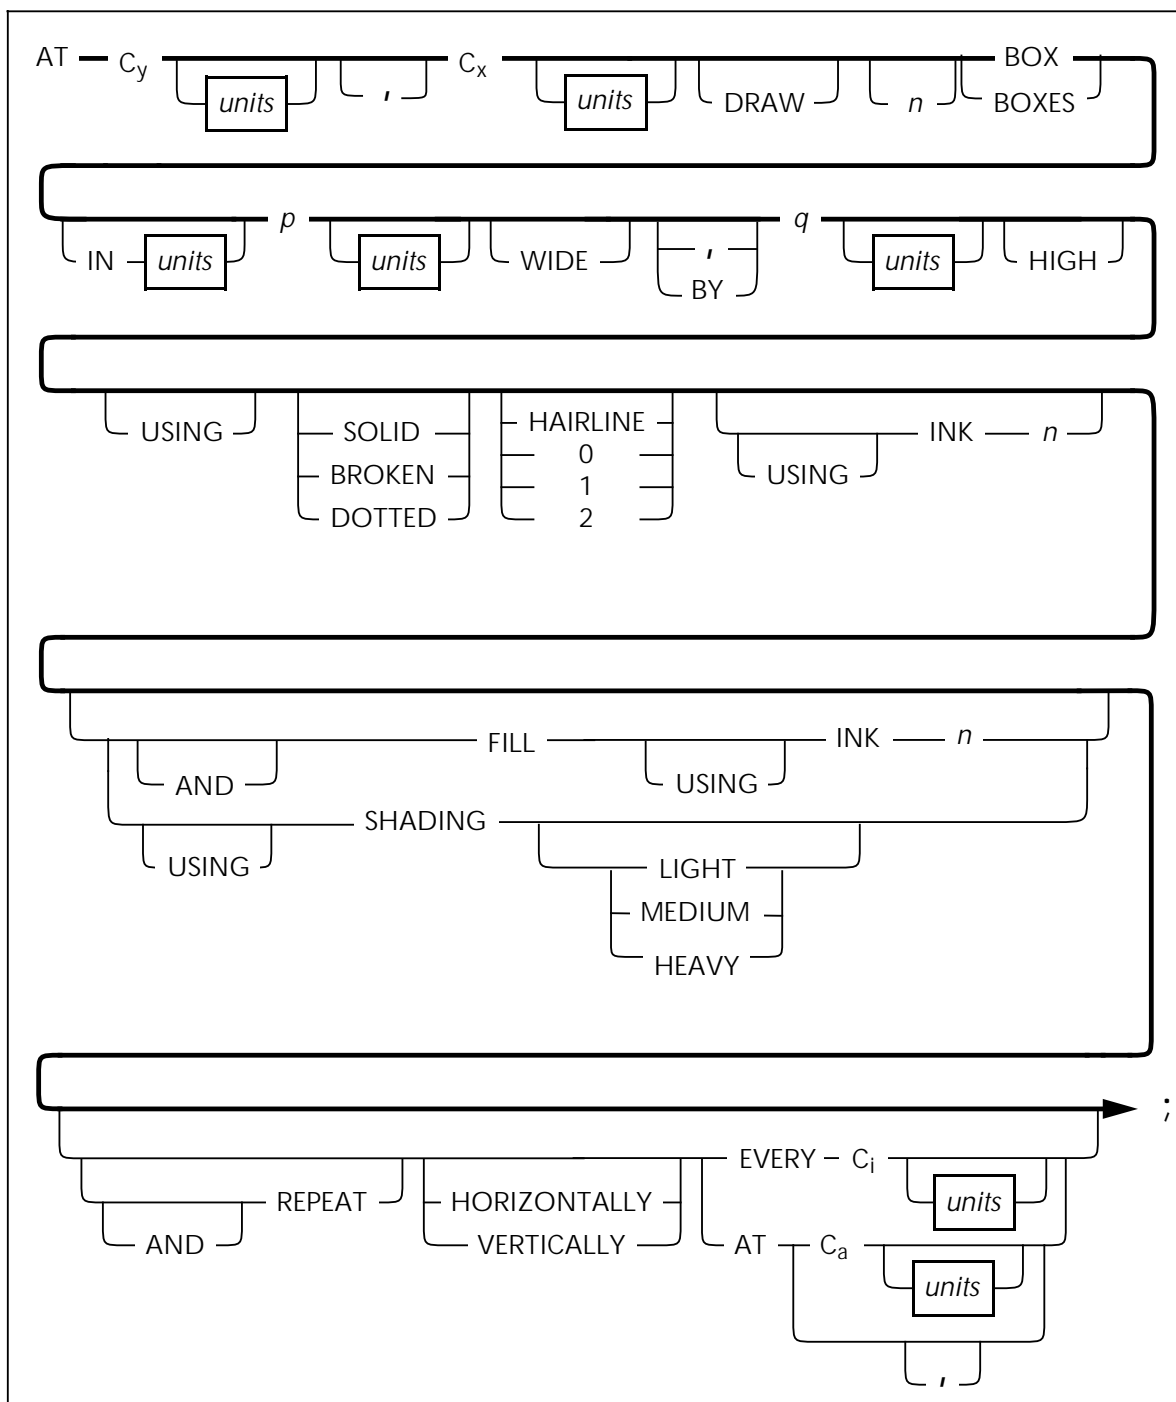 AT Cy units , Cx units DRAW n BOX
BOXES
IN units p units WIDE , BY q units HIGH
USING SOLID HAIRLINE INK n
BROKEN 0 USING
DOTTED 1
2
FILL INK n
AND USING
SHADING
USING LIGHT
MEDIUM
HEAVY
;
EVERY Ci units
REPEAT HORIZONTALLY
AND VERTICALLY AT Ca units
,